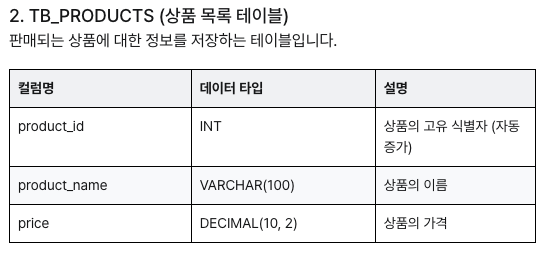 2. TB_PRODUCTS (상품 목록 테이블)
판매되는 상품에 대한 정보를 저장하는 테이블입니다.
컬럼명 데이터 타입 설명
product_id INT 상품의 고유 식별자 (자동
증가)
product_name VARCHAR(100) 상품의 이름
price DECIMAL(10, 2) 상품의 가격